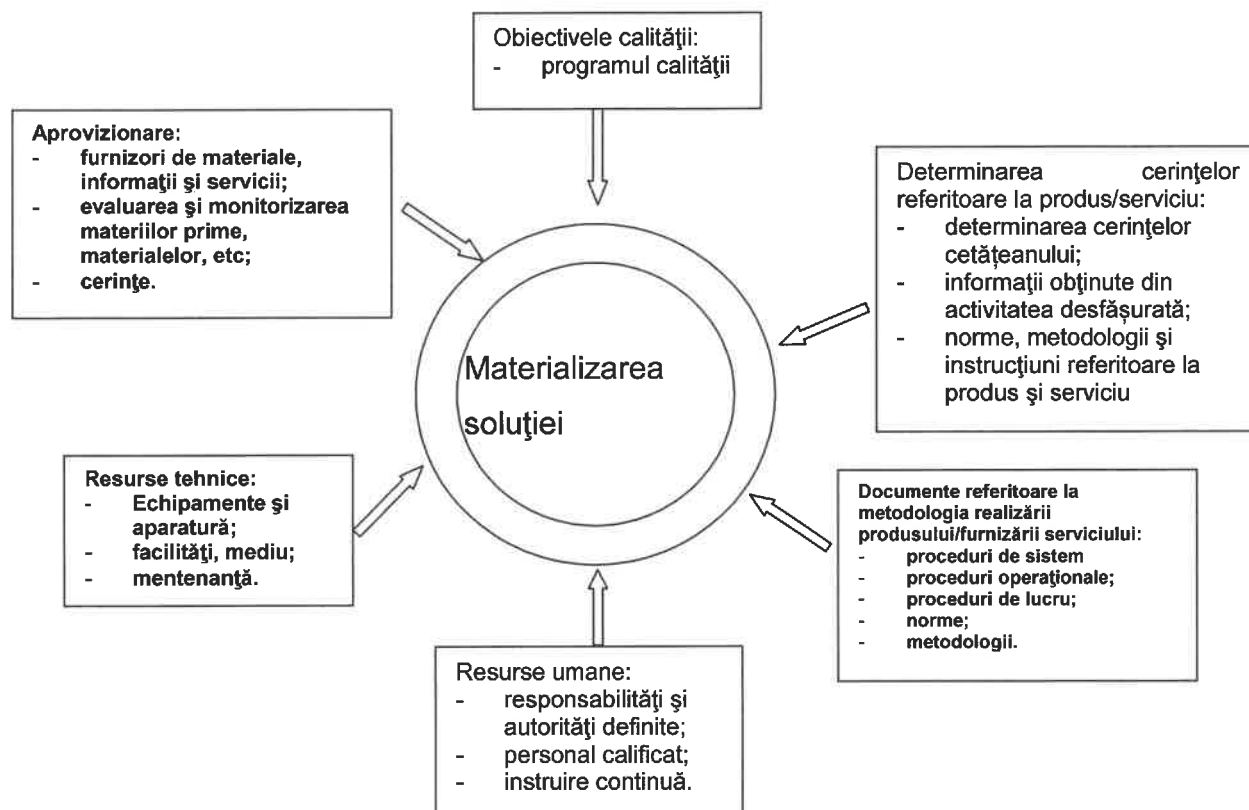 Obiectivele calităţii:
- programul calităţii
Aprovizionare:
- furnizori de materiale,
informaţii şi servicii;
- evaluarea şi monitorizarea
materiilor prime,
materialelor, etc;
- cerinţe.
Determinarea cerinţelor
referitoare la produs/serviciu:
- determinarea cerinţelor
cetăţeanului;
- informaţii obţinute din
activitatea desfăşurată;
- norme, metodologii şi
instrucţiuni referitoare la
produs şi serviciu
Materializarea
soluţiei
Resurse tehnice:
- Echipamente şi
aparatură;
- facilităţi, mediu;
- mentenanţă.
Documente referitoare la
metodologia realizării
produsului/furnizării serviciului:
- proceduri de sistem
- proceduri operaţionale;
- proceduri de lucru;
- norme;
- metodologii.
Resurse umane:
- responsabilităţi şi
autorităţi definite;
- personal calificat;
- instruire continuă.